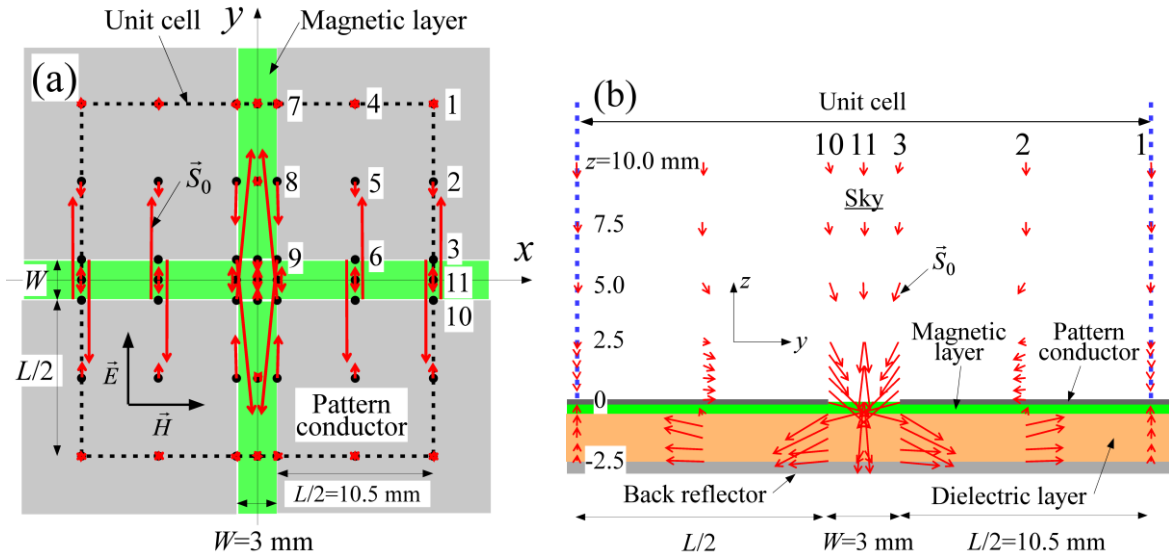 (a)
Unit cell
y
Magnetic layer
7
4
1
S⃗₀
8
5
2
x
9
6
3
W
11
10
L/2
E⃗
H⃗
Pattern
conductor
L/2=10.5 mm
W=3 mm
(b)
Unit cell
10
11
3
2
1
z=10.0 mm
Sky
7.5
5.0
S⃗₀
z
2.5
y
Magnetic
layer
Pattern
conductor
0
-2.5
Back reflector
Dielectric layer
L/2
W=3 mm
L/2=10.5 mm